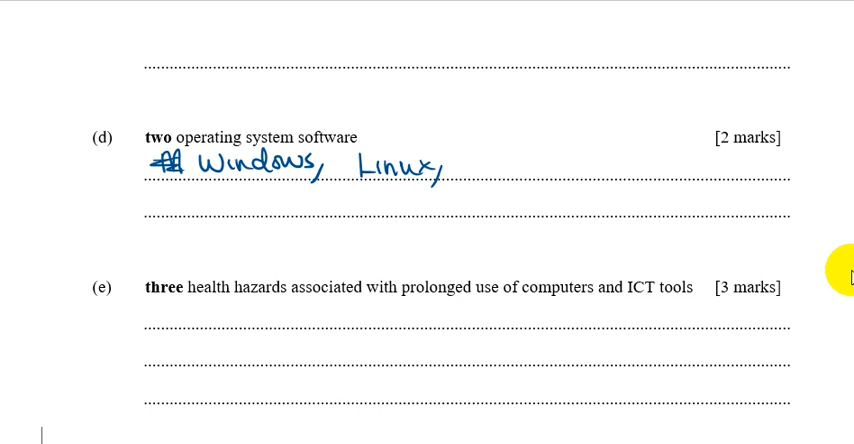 (d) two operating system software [2 marks]
Windows, Linux,
(e) three health hazards associated with prolonged use of computers and ICT tools [3 marks]